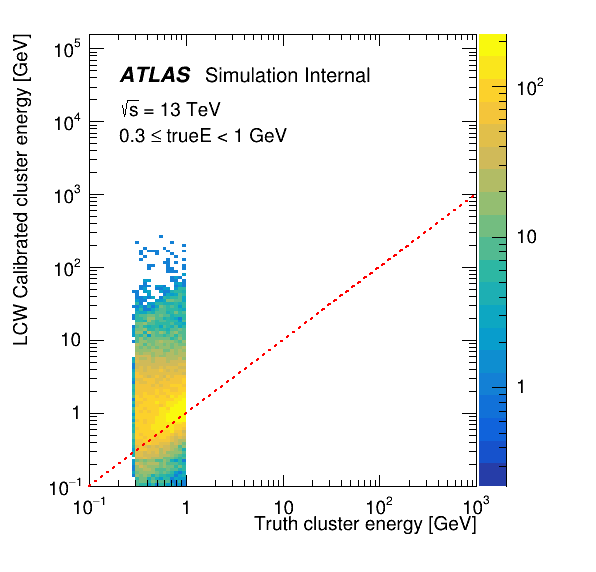 LCW Calibrated cluster energy [GeV]
10⁵
10⁴
10³
10²
10
1
10⁻¹
ATLAS Simulation Internal
√s = 13 TeV
0.3 ≤ trueE < 1 GeV
10⁻¹ 1 10 10² 10³
Truth cluster energy [GeV]
10²
10
1